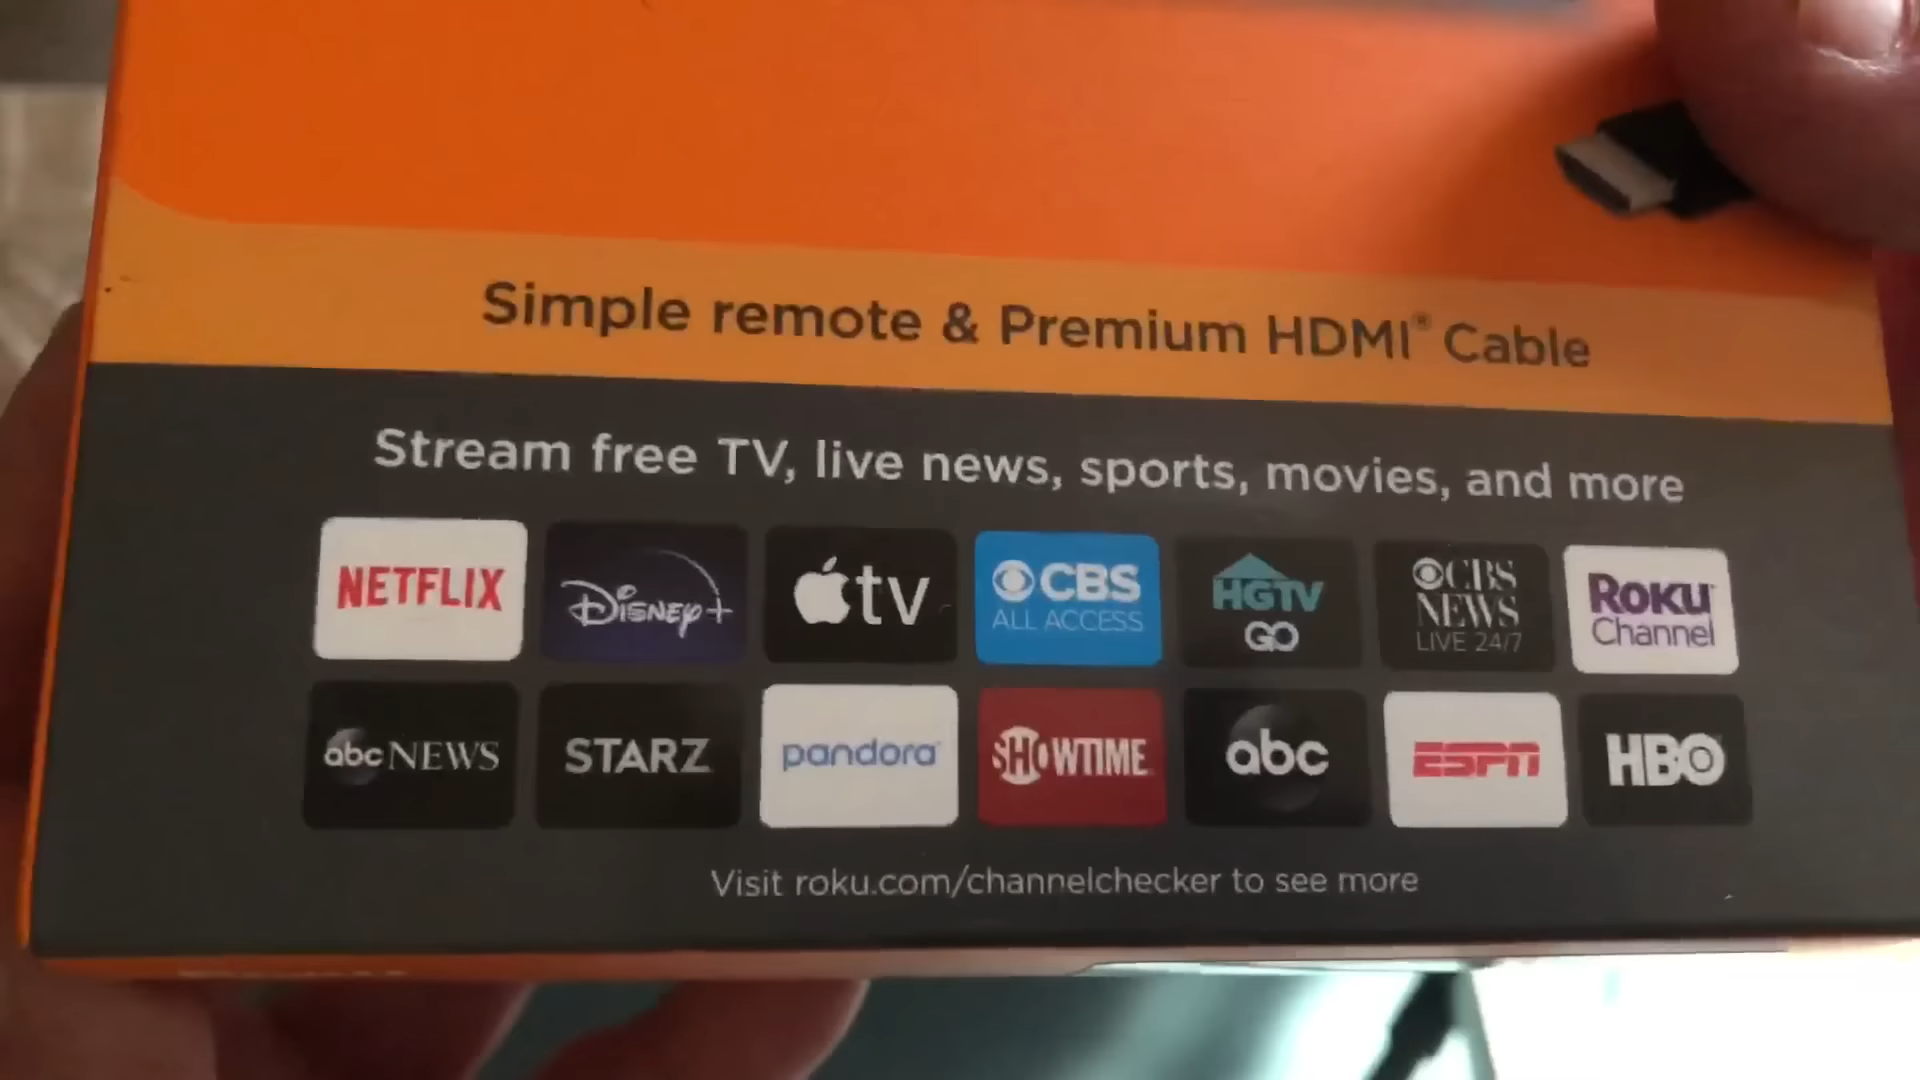 Simple remote & Premium HDMI® Cable
Stream free TV, live news, sports, movies, and more
NETFLIX
Disney+
tv
CBS
ALL ACCESS
HGTV
GO
CBS
NEWS
LIVE 24/7
ROKU
Channel
abc NEWS
STARZ
pandora
SHOWTIME
abc
ESPN
HBO
Visit roku.com/channelchecker to see more